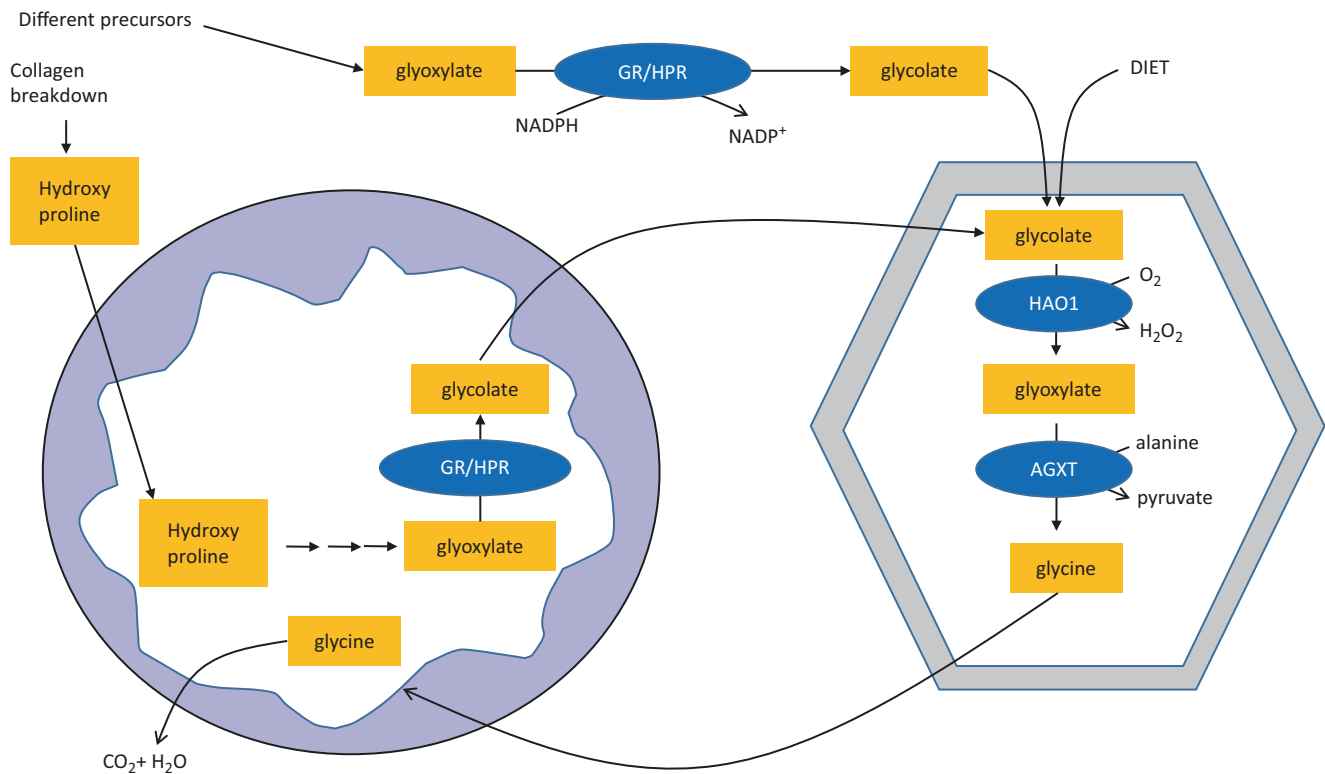 Different precursors
glyoxylate
GR/HPR
glycolate
DIET
NADPH
NADP⁺
Collagen
breakdown
Hydroxy
proline
glycolate
O₂
HAO1
H₂O₂
glyoxylate
alanine
AGXT
pyruvate
glycine
glycolate
GR/HPR
Hydroxy
proline
glyoxylate
glycine
CO₂+ H₂O